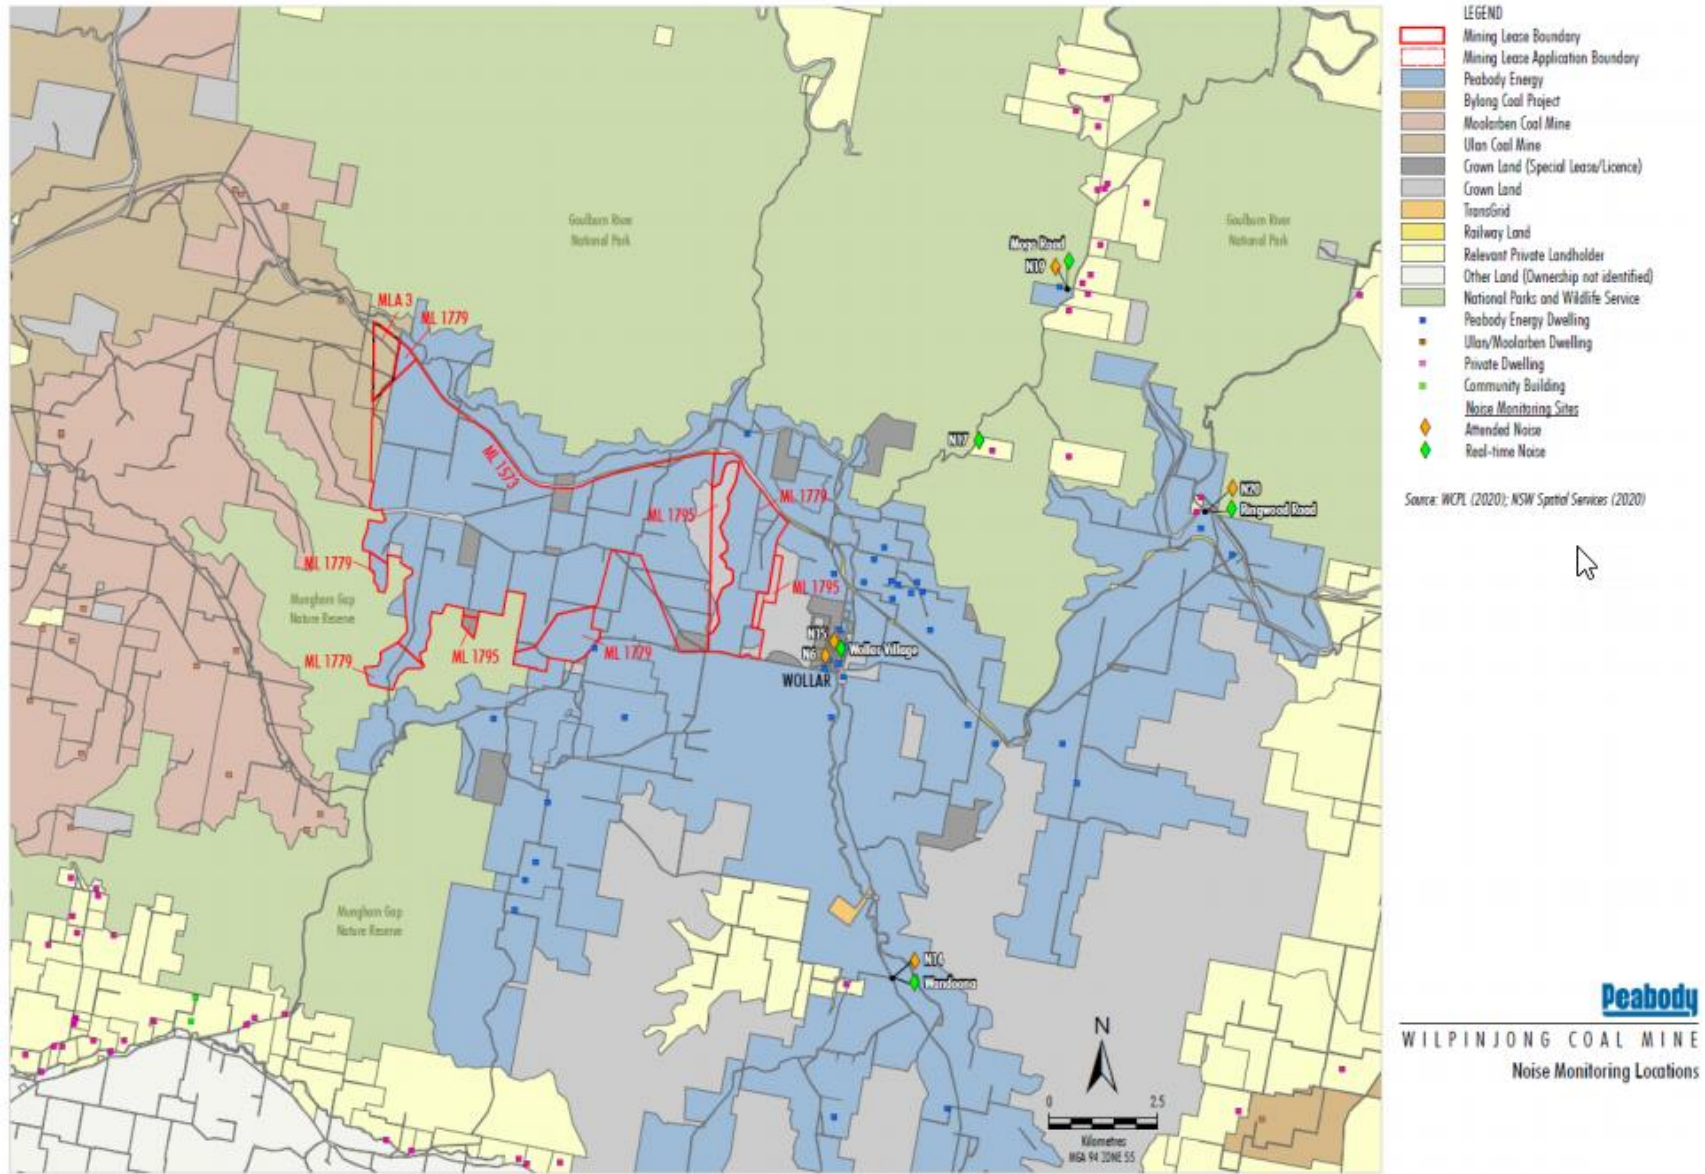 LEGEND
Mining Lease Boundary
Mining Lease Application Boundary
Peabody Energy
Bylong Coal Project
Moolarben Coal Mine
Ulan Coal Mine
Crown Land (Special Lease/Licence)
Crown Land
TransGrid
Railway Land
Relevant Private Landholder
Other Land (Ownership not identified)
National Parks and Wildlife Service
Peabody Energy Dwelling
Ulan/Moolarben Dwelling
Private Dwelling
Community Building
Noise Monitoring Sites
Attended Noise
Real-time Noise
Source: WCPL (2020); NSW Spatial Services (2020)
Goulburn River
National Park
Goulburn River
National Park
Mogo Road
N19
MLA 3
ML 1779
N17
ML 1573
ML 1779
ML 1795
N20
Ringwood Road
ML 1779
ML 1795
Munghorn Gap
Nature Reserve
N15
Wollar Village
N6
ML 1779
ML 1795
ML 1779
WOLLAR
Munghorn Gap
Nature Reserve
N14
Wandoona
N
0 2.5
Kilometres
MGA 94 ZONE 55
Peabody
WILPINJONG COAL MINE
Noise Monitoring Locations